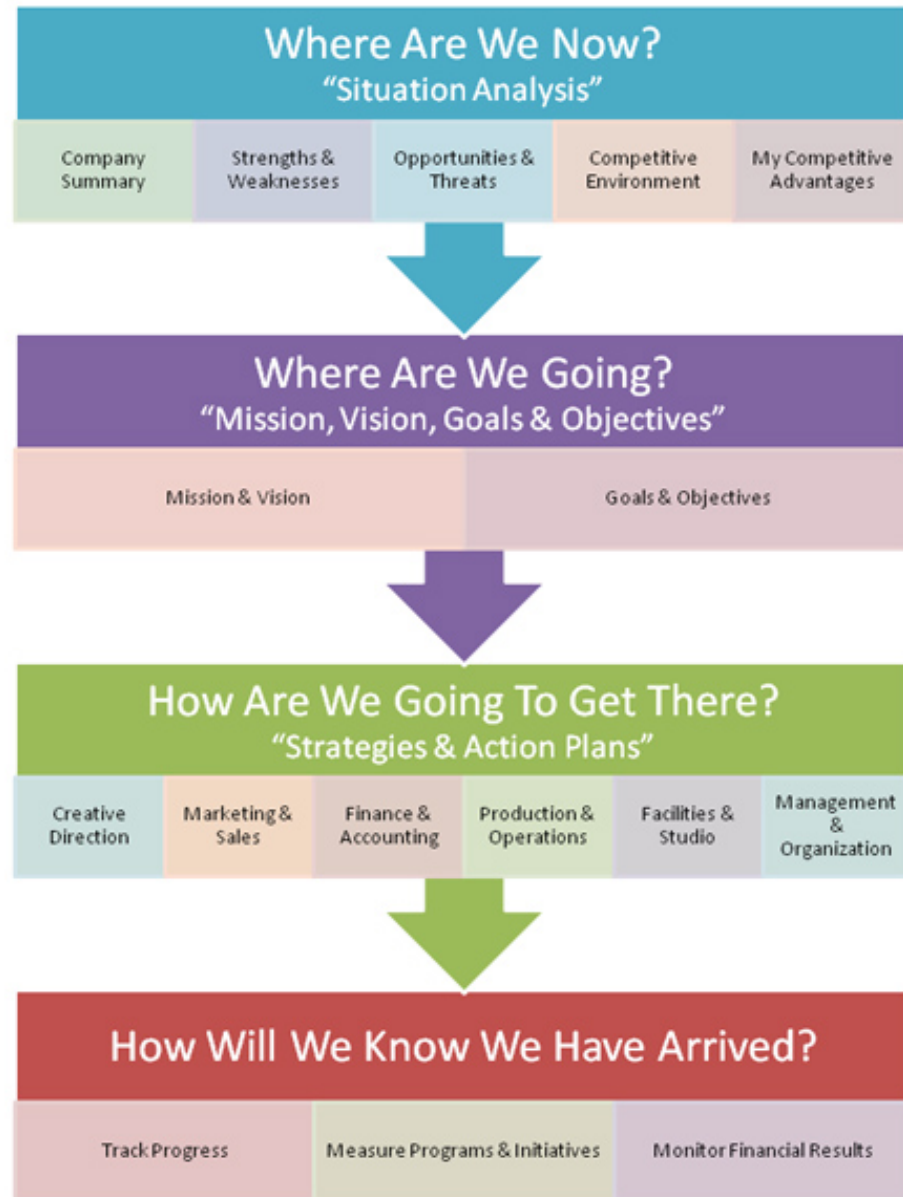 Where Are We Now?
“Situation Analysis”
Company
Summary
Strengths &
Weaknesses
Opportunities &
Threats
Competitive
Environment
My Competitive
Advantages
Where Are We Going?
“Mission, Vision, Goals & Objectives”
Mission & Vision
Goals & Objectives
How Are We Going To Get There?
“Strategies & Action Plans”
Creative
Direction
Marketing &
Sales
Finance &
Accounting
Production &
Operations
Facilities &
Studio
Management
&
Organization
How Will We Know We Have Arrived?
Track Progress
Measure Programs & Initiatives
Monitor Financial Results